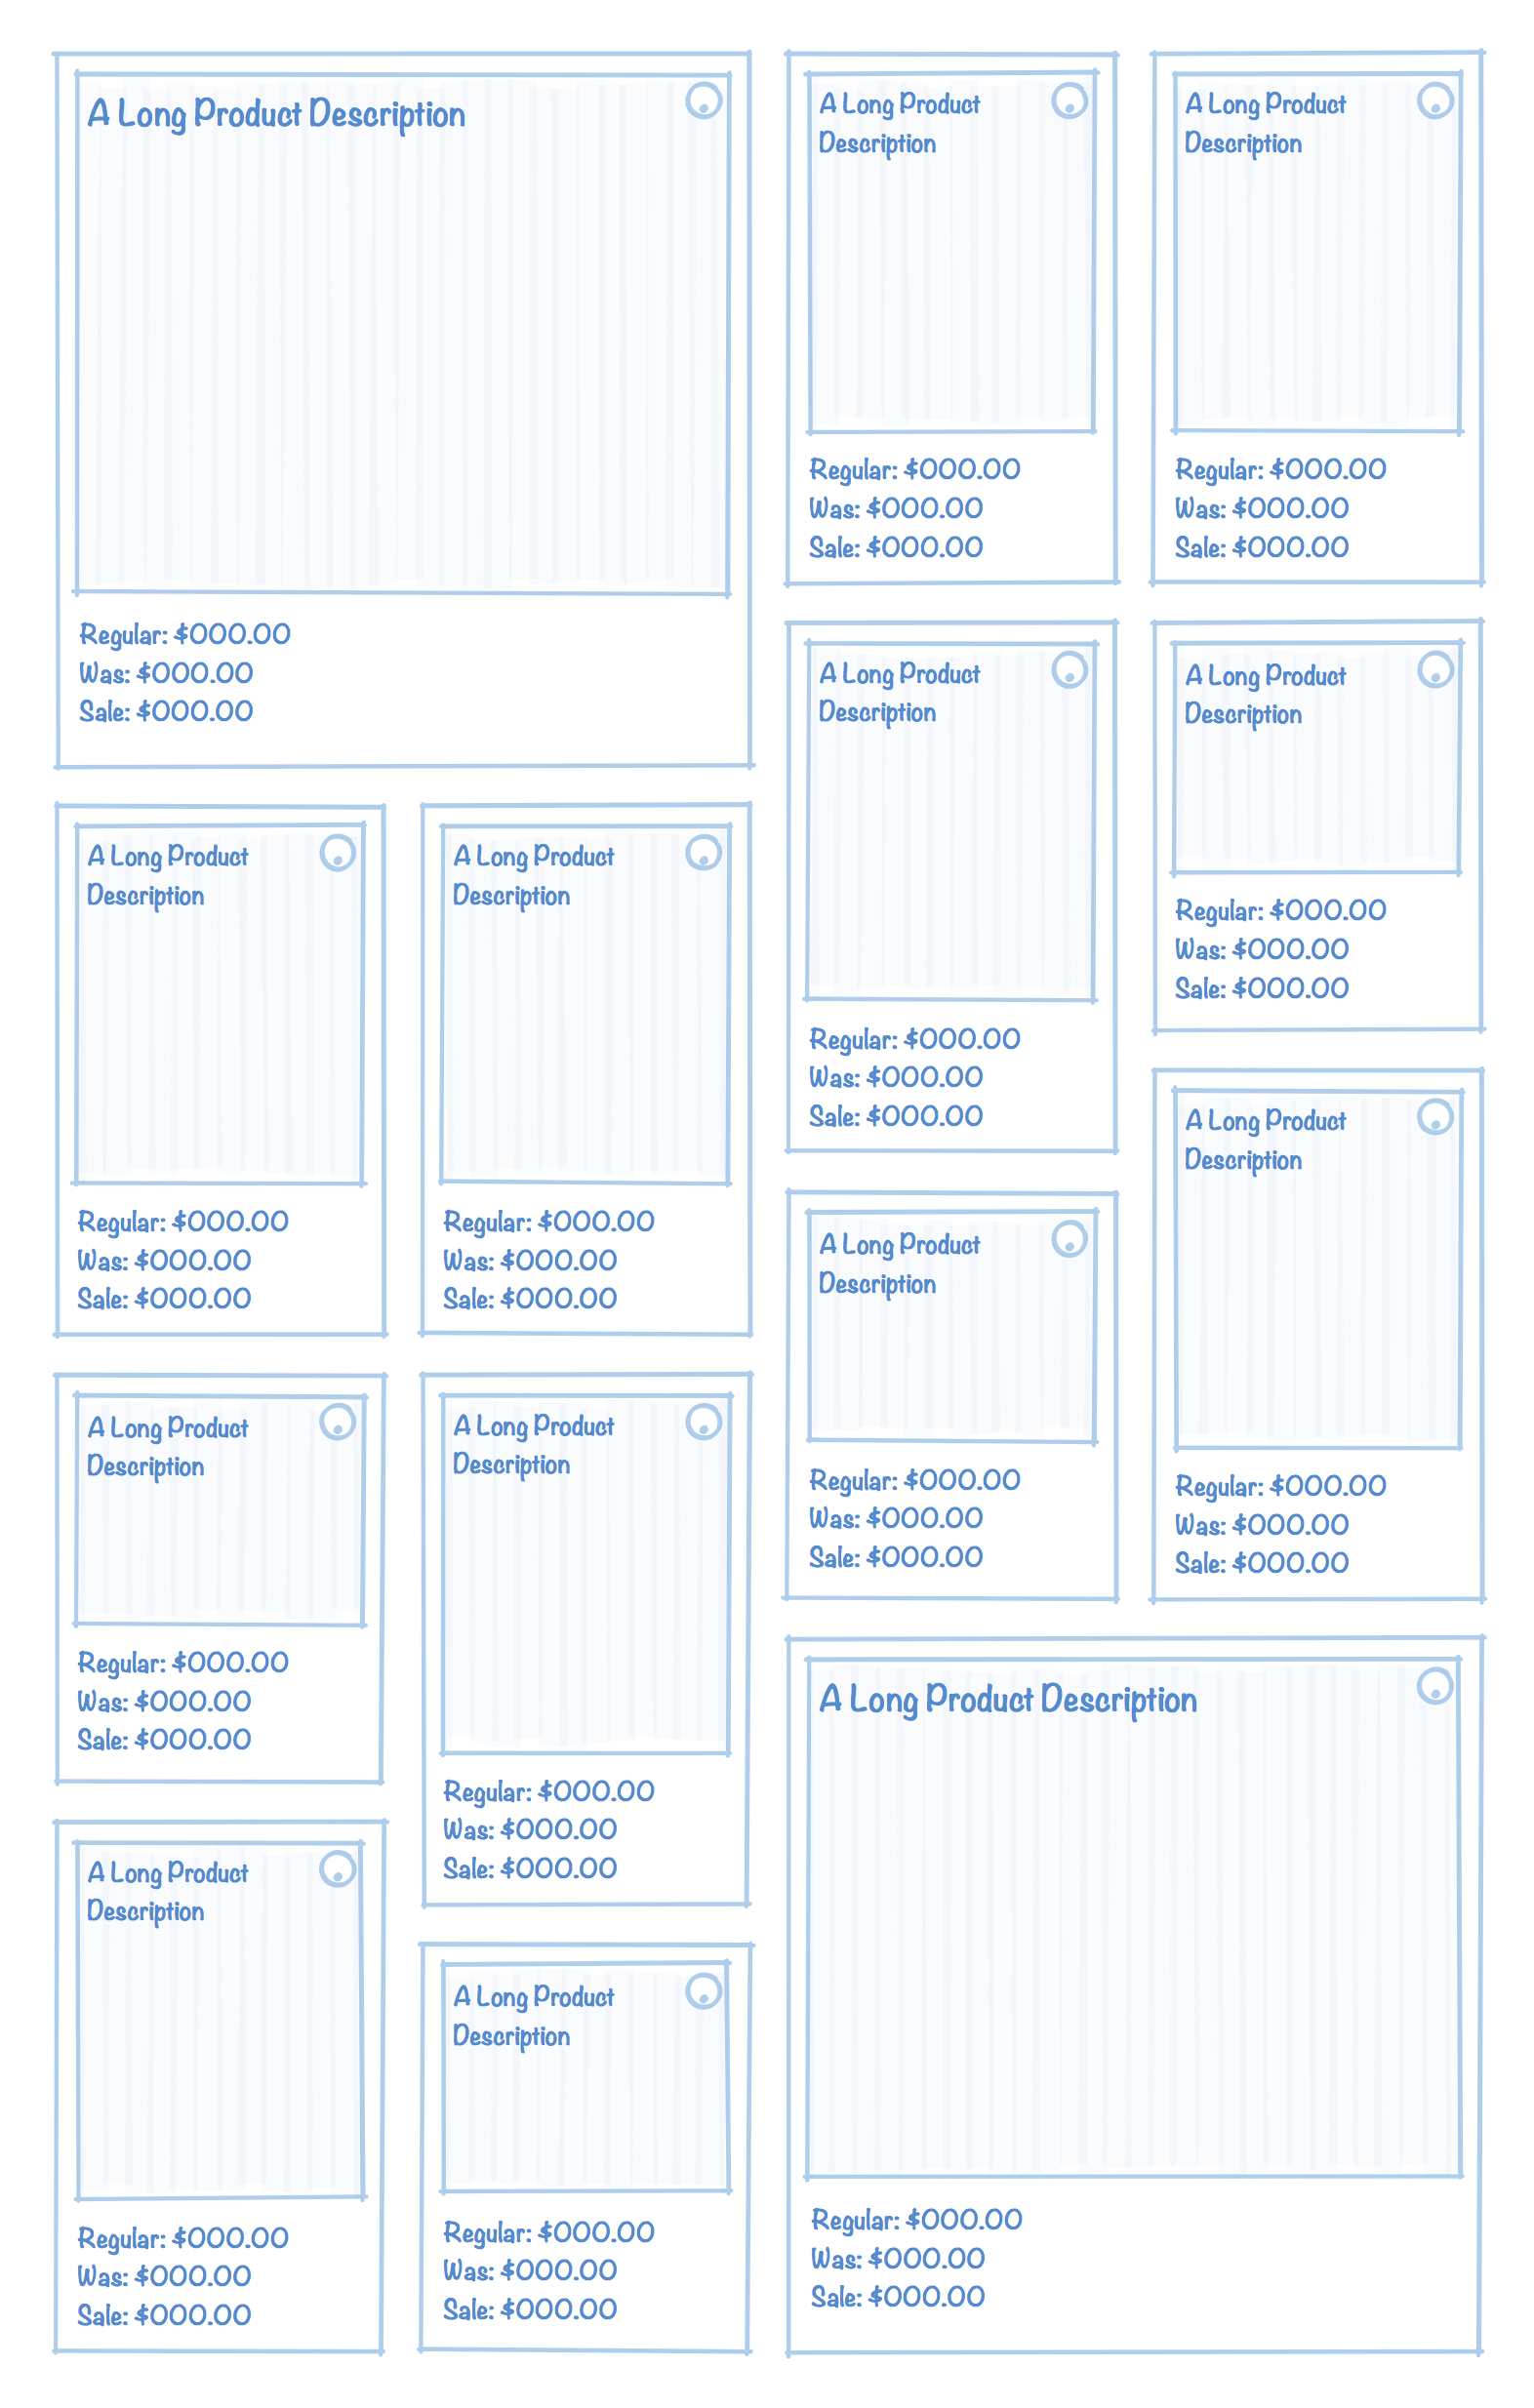 A Long Product Description
Regular: $000.00
Was: $000.00
Sale: $000.00
A Long Product
Description
Regular: $000.00
Was: $000.00
Sale: $000.00
A Long Product
Description
Regular: $000.00
Was: $000.00
Sale: $000.00
A Long Product
Description
Regular: $000.00
Was: $000.00
Sale: $000.00
A Long Product
Description
Regular: $000.00
Was: $000.00
Sale: $000.00
A Long Product
Description
Regular: $000.00
Was: $000.00
Sale: $000.00
A Long Product
Description
Regular: $000.00
Was: $000.00
Sale: $000.00
A Long Product
Description
Regular: $000.00
Was: $000.00
Sale: $000.00
A Long Product
Description
Regular: $000.00
Was: $000.00
Sale: $000.00
A Long Product
Description
Regular: $000.00
Was: $000.00
Sale: $000.00
A Long Product
Description
Regular: $000.00
Was: $000.00
Sale: $000.00
A Long Product Description
Regular: $000.00
Was: $000.00
Sale: $000.00
A Long Product
Description
Regular: $000.00
Was: $000.00
Sale: $000.00
A Long Product
Description
Regular: $000.00
Was: $000.00
Sale: $000.00